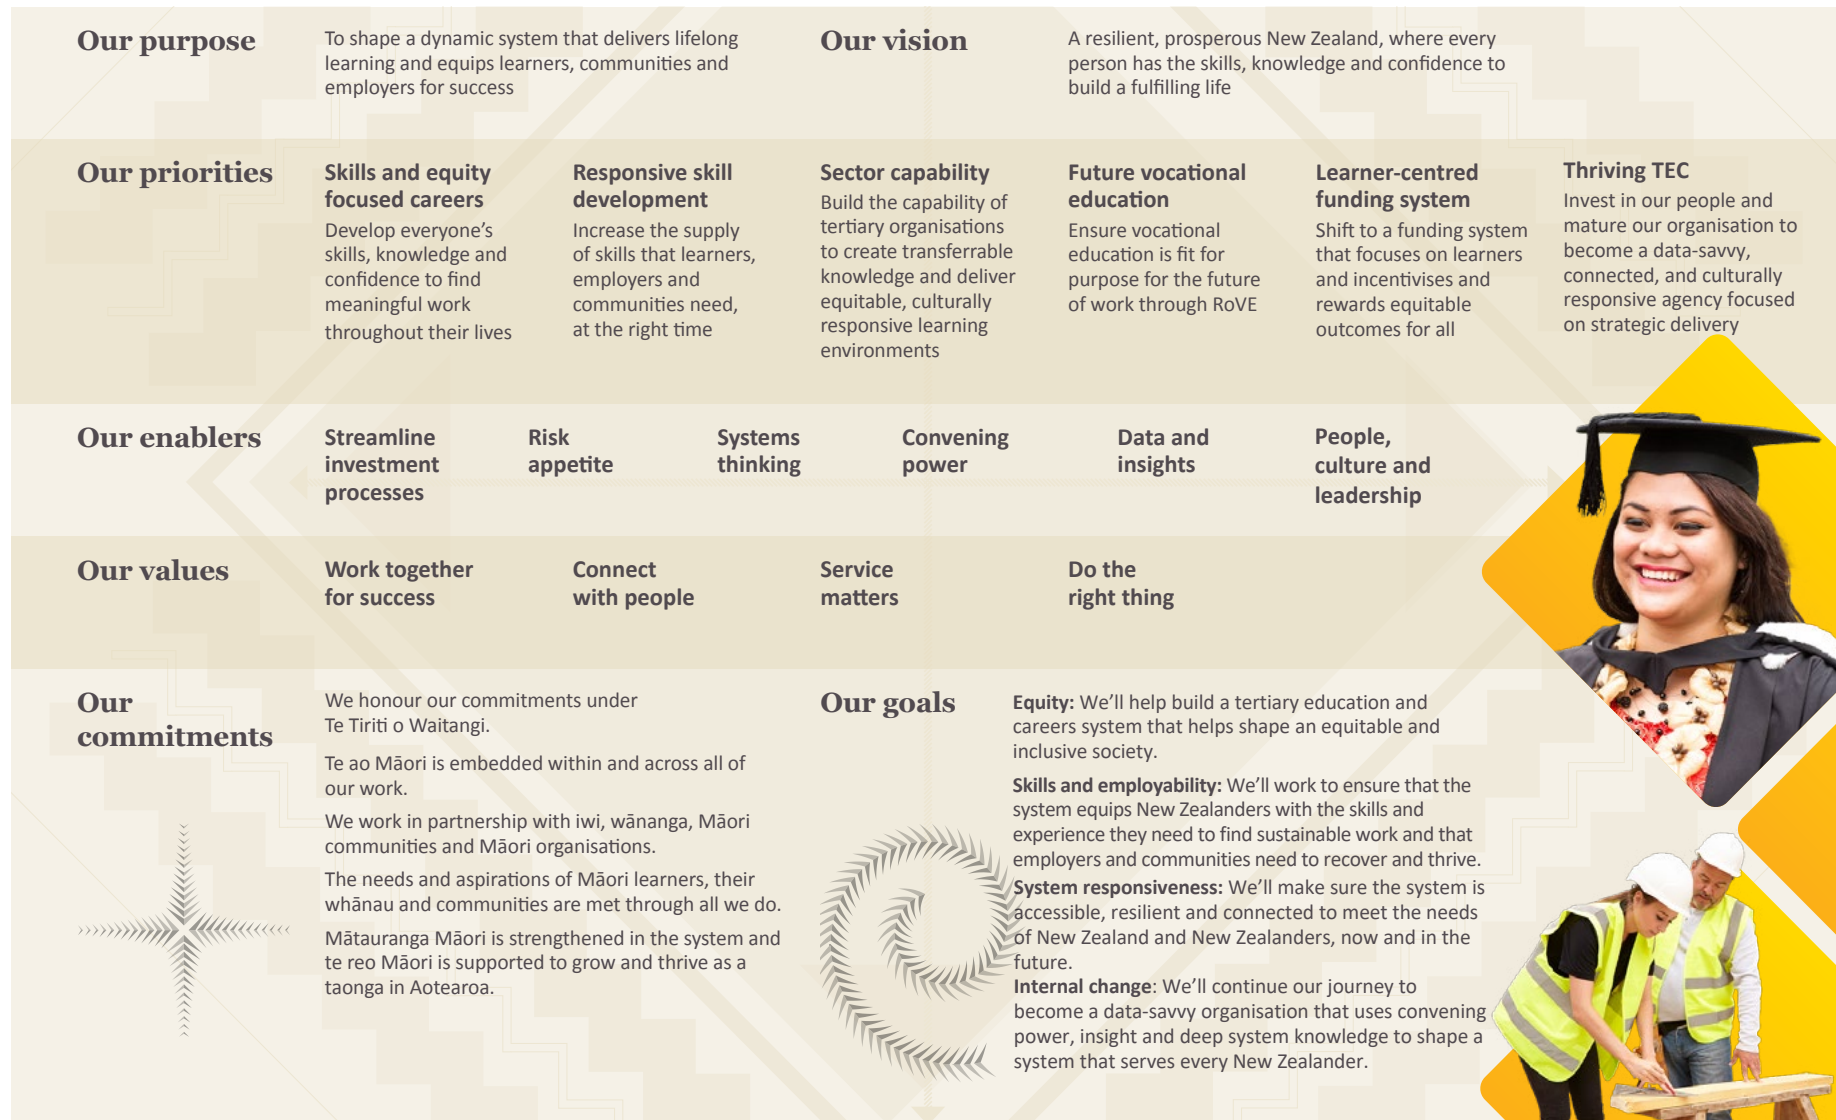 Our purpose
To shape a dynamic system that delivers lifelong
learning and equips learners, communities and
employers for success
Our vision
A resilient, prosperous New Zealand, where every
person has the skills, knowledge and confidence to
build a fulfilling life
Our priorities
Skills and equity
focused careers
Develop everyone's
skills, knowledge and
confidence to find
meaningful work
throughout their lives
Responsive skill
development
Increase the supply
of skills that learners,
employers and
communities need,
at the right time
Sector capability
Build the capability of
tertiary organisations
to create transferrable
knowledge and deliver
equitable, culturally
responsive learning
environments
Future vocational
education
Ensure vocational
education is fit for
purpose for the future
of work through RoVE
Learner-centred
funding system
Shift to a funding system
that focuses on learners
and incentivises and
rewards equitable
outcomes for all
Thriving TEC
Invest in our people and
mature our organisation to
become a data-savvy,
connected, and culturally
responsive agency focused
on strategic delivery
Our enablers
Streamline
investment
processes
Risk
appetite
Systems
thinking
Convening
power
Data and
insights
People,
culture and
leadership
Our values
Work together
for success
Connect
with people
Service
matters
Do the
right thing
Our
commitments
We honour our commitments under
Te Tiriti o Waitangi.
Te ao Māori is embedded within and across all of
our work.
We work in partnership with iwi, wānanga, Māori
communities and Māori organisations.
The needs and aspirations of Māori learners, their
whānau and communities are met through all we do.
Mātauranga Māori is strengthened in the system and
te reo Māori is supported to grow and thrive as a
taonga in Aotearoa.
Our goals
Equity: We'll help build a tertiary education and
careers system that helps shape an equitable and
inclusive society.
Skills and employability: We'll work to ensure that the
system equips New Zealanders with the skills and
experience they need to find sustainable work and that
employers and communities need to recover and thrive.
System responsiveness: We'll make sure the system is
accessible, resilient and connected to meet the needs
of New Zealand and New Zealanders, now and in the
future.
Internal change: We'll continue our journey to
become a data-savvy organisation that uses convening
power, insight and deep system knowledge to shape a
system that serves every New Zealander.